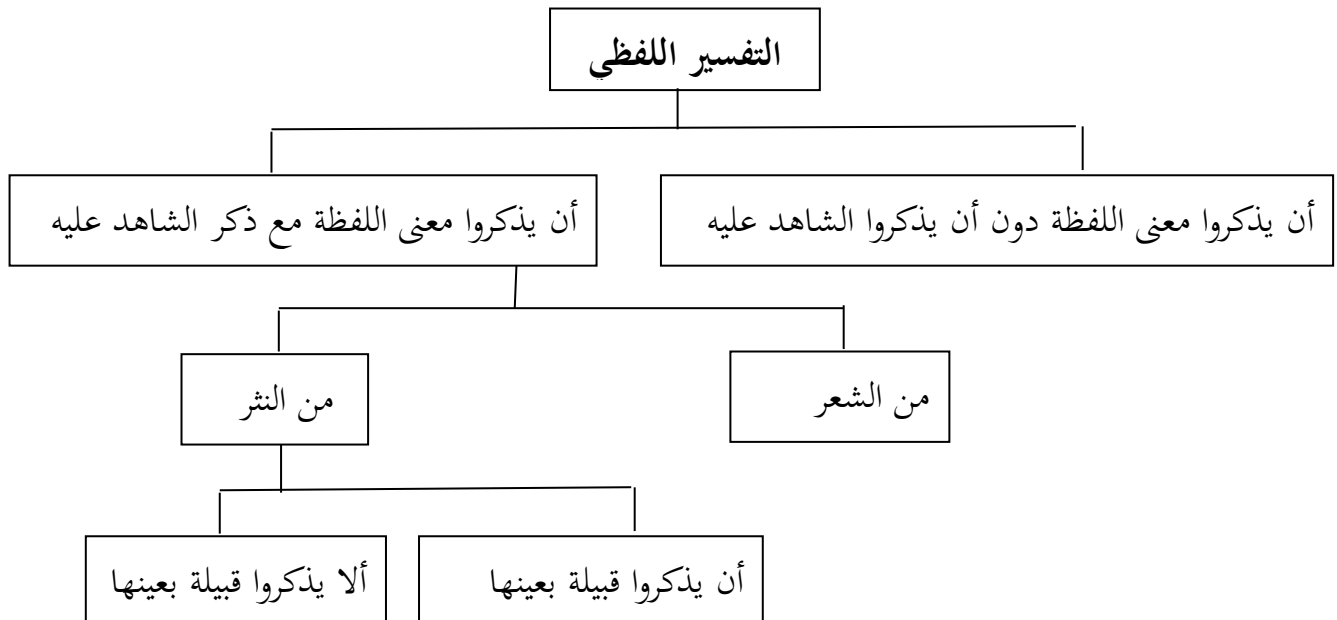 التفسير اللفظي
أن يذكروا معنى اللفظة دون أن يذكروا الشاهد عليه
أن يذكروا معنى اللفظة مع ذكر الشاهد عليه
من الشعر
من النثر
أن يذكروا قبيلة بعينها
ألا يذكروا قبيلة بعينها